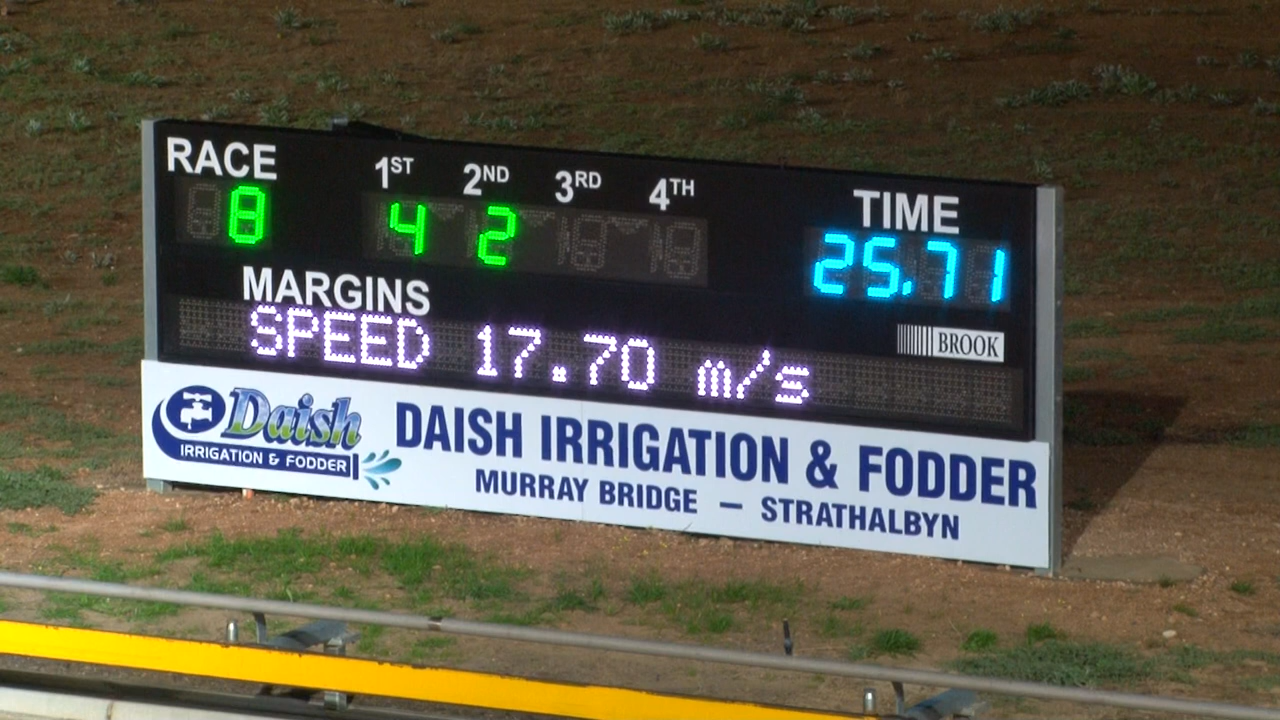 RACE 1ST 2ND 3RD 4TH TIME
8 4 2 25.71
MARGINS
BROOK
SPEED 17.70 m/s
Daish
IRRIGATION & FODDER
DAISH IRRIGATION & FODDER
MURRAY BRIDGE — STRATHALBYN